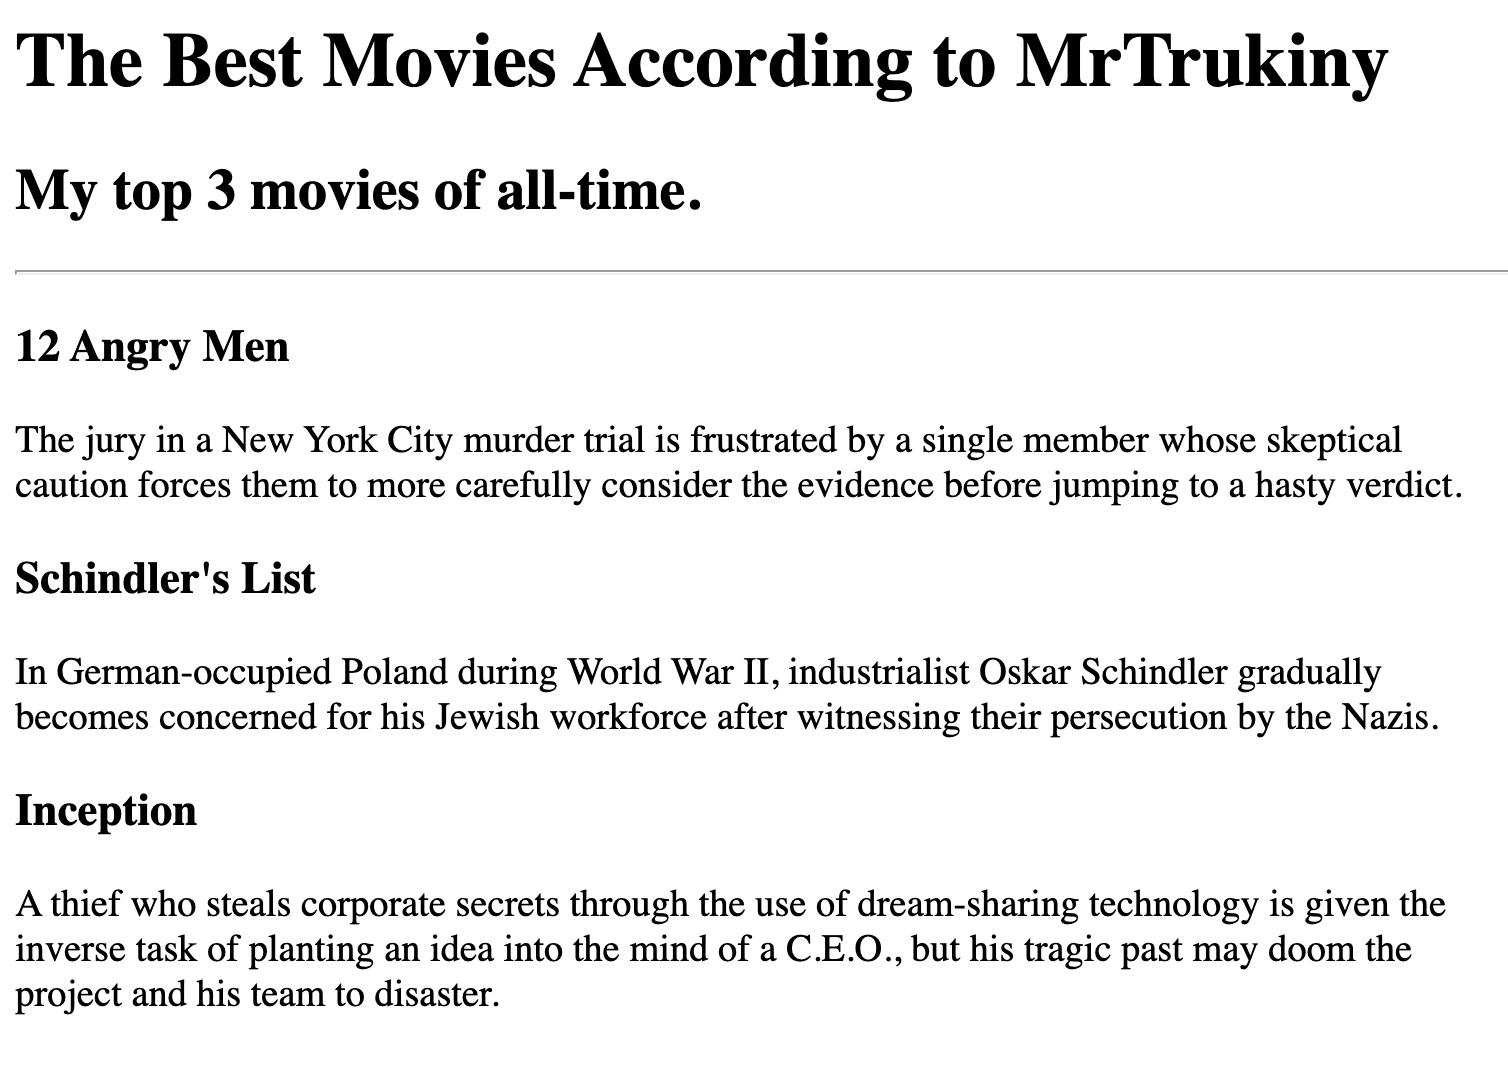 The Best Movies According to MrTrukiny
My top 3 movies of all-time.
12 Angry Men
The jury in a New York City murder trial is frustrated by a single member whose skeptical
caution forces them to more carefully consider the evidence before jumping to a hasty verdict.
Schindler's List
In German-occupied Poland during World War II, industrialist Oskar Schindler gradually
becomes concerned for his Jewish workforce after witnessing their persecution by the Nazis.
Inception
A thief who steals corporate secrets through the use of dream-sharing technology is given the
inverse task of planting an idea into the mind of a C.E.O., but his tragic past may doom the
project and his team to disaster.